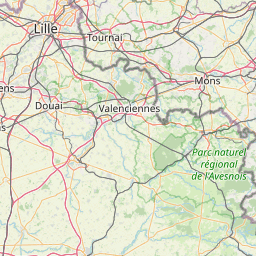 Lille
Tournai
Mons
Douai
Valenciennes
Parc naturel
régional
de l'Avesnois